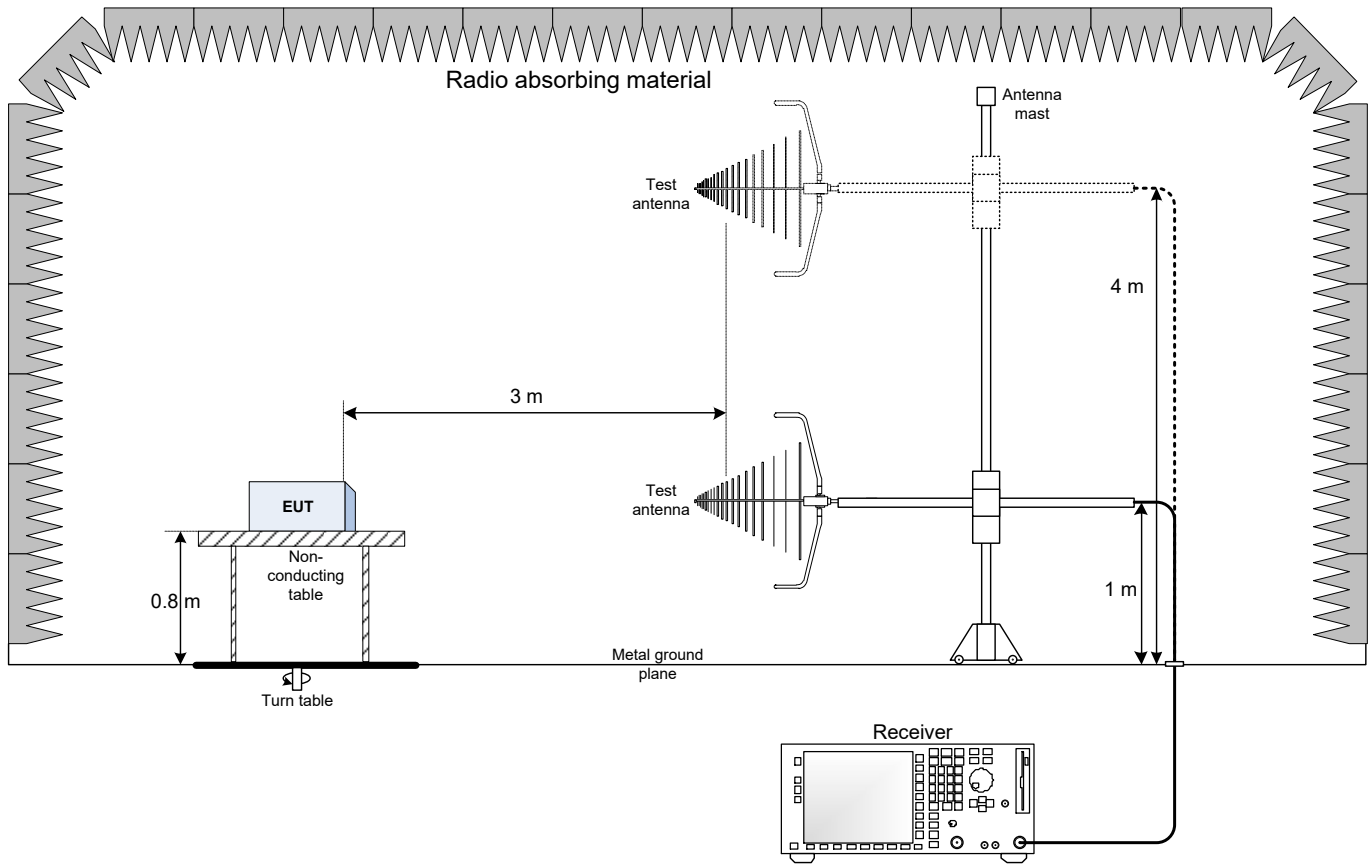 Radio absorbing material
Antenna
mast
Test
antenna
4 m
3 m
Test
antenna
EUT
Non-
conducting
table
0.8 m
1 m
Metal ground
plane
Turn table
Receiver